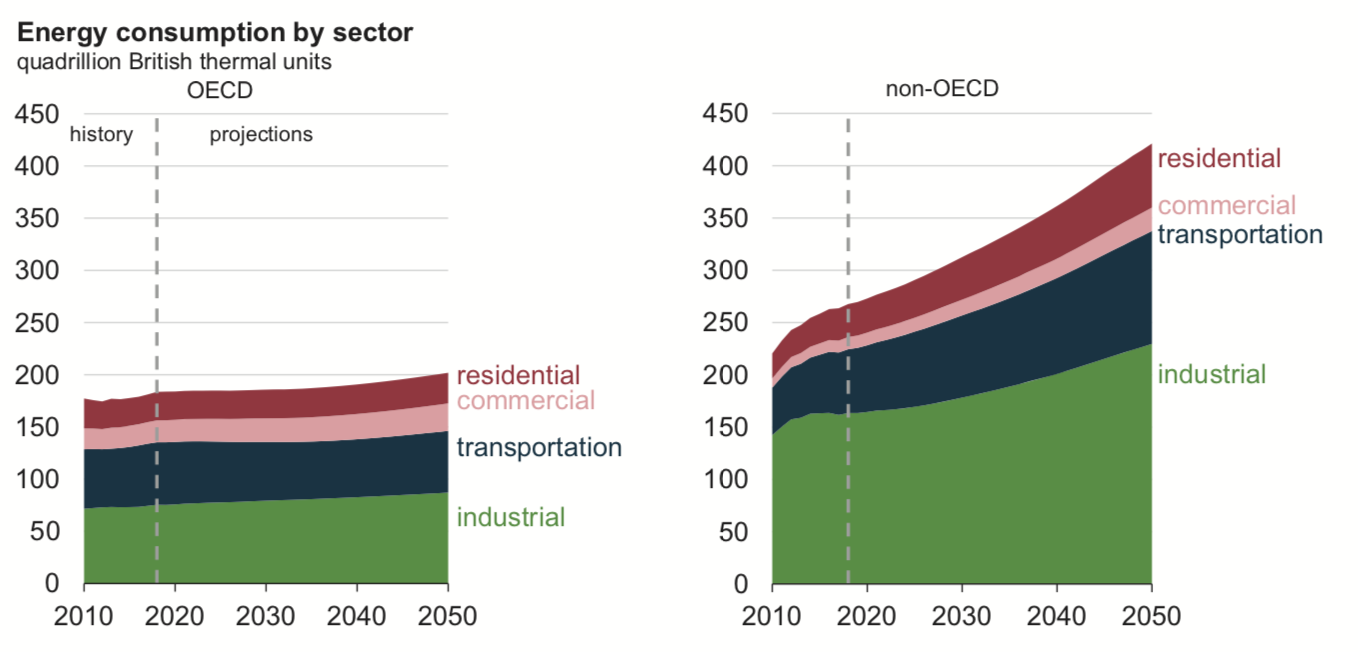 Energy consumption by sector
quadrillion British thermal units
OECD
450
history
projections
400
350
300
250
200
150
100
50
0
residential
commercial
transportation
industrial
2010 2020 2030 2040 2050
non-OECD
450
400
350
300
250
200
150
100
50
0
residential
commercial
transportation
industrial
2010 2020 2030 2040 2050